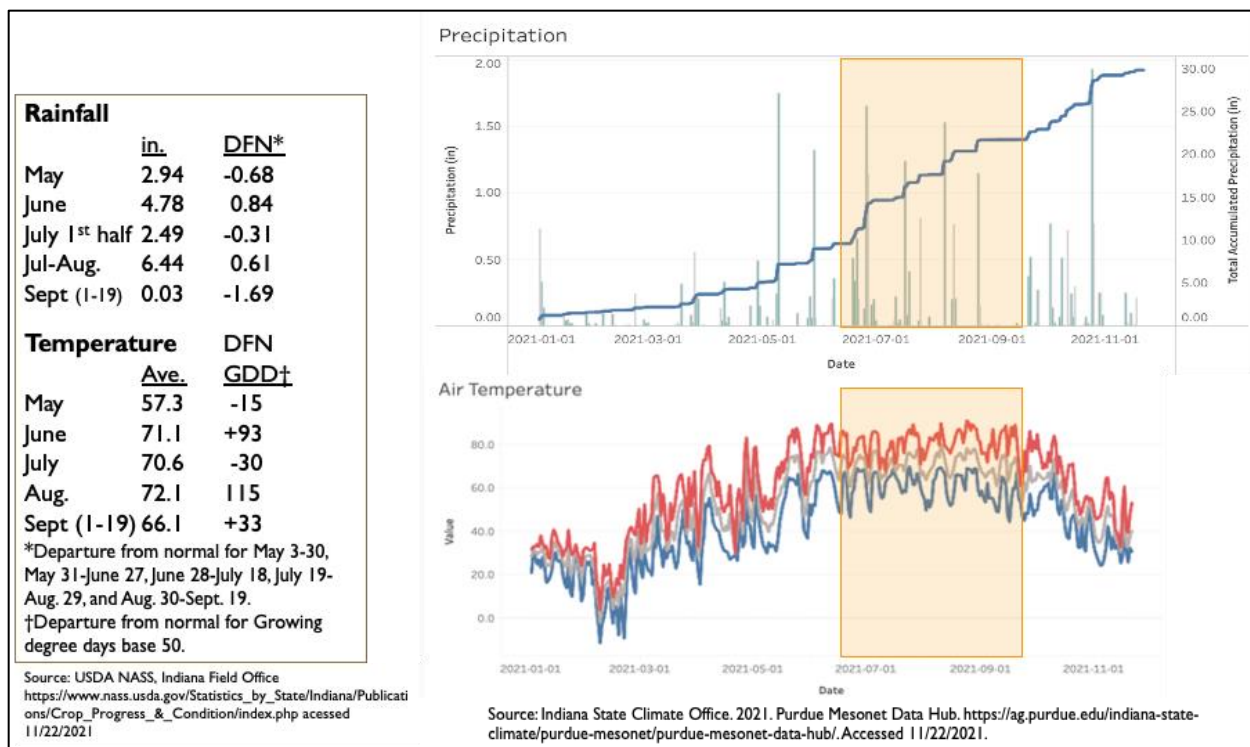 Rainfall
in. DFN*
May 2.94 -0.68
June 4.78 0.84
July 1st half 2.49 -0.31
Jul-Aug. 6.44 0.61
Sept (1-19) 0.03 -1.69
Temperature DFN
Ave. GDD†
May 57.3 -15
June 71.1 +93
July 70.6 -30
Aug. 72.1 115
Sept (1-19) 66.1 +33
*Departure from normal for May 3-30,
May 31-June 27, June 28-July 18, July 19-
Aug. 29, and Aug. 30-Sept. 19.
†Departure from normal for Growing
degree days base 50.
Source: USDA NASS, Indiana Field Office
https://www.nass.usda.gov/Statistics_by_State/Indiana/Publicati
ons/Crop_Progress_&_Condition/index.php acessed
11/22/2021
Precipitation
Precipitation (in)
2.00
1.50
1.00
0.50
0.00
30.00
25.00
20.00
15.00
10.00
5.00
0.00
Total Accumulated Precipitation (in)
2021-01-01 2021-03-01 2021-05-01 2021-07-01 2021-09-01 2021-11-01
Date
Air Temperature
Value
80.0
60.0
40.0
20.0
0.0
2021-01-01 2021-03-01 2021-05-01 2021-07-01 2021-09-01 2021-11-01
Date
Source: Indiana State Climate Office. 2021. Purdue Mesonet Data Hub. https://ag.purdue.edu/indiana-state-
climate/purdue-mesonet/purdue-mesonet-data-hub/. Accessed 11/22/2021.